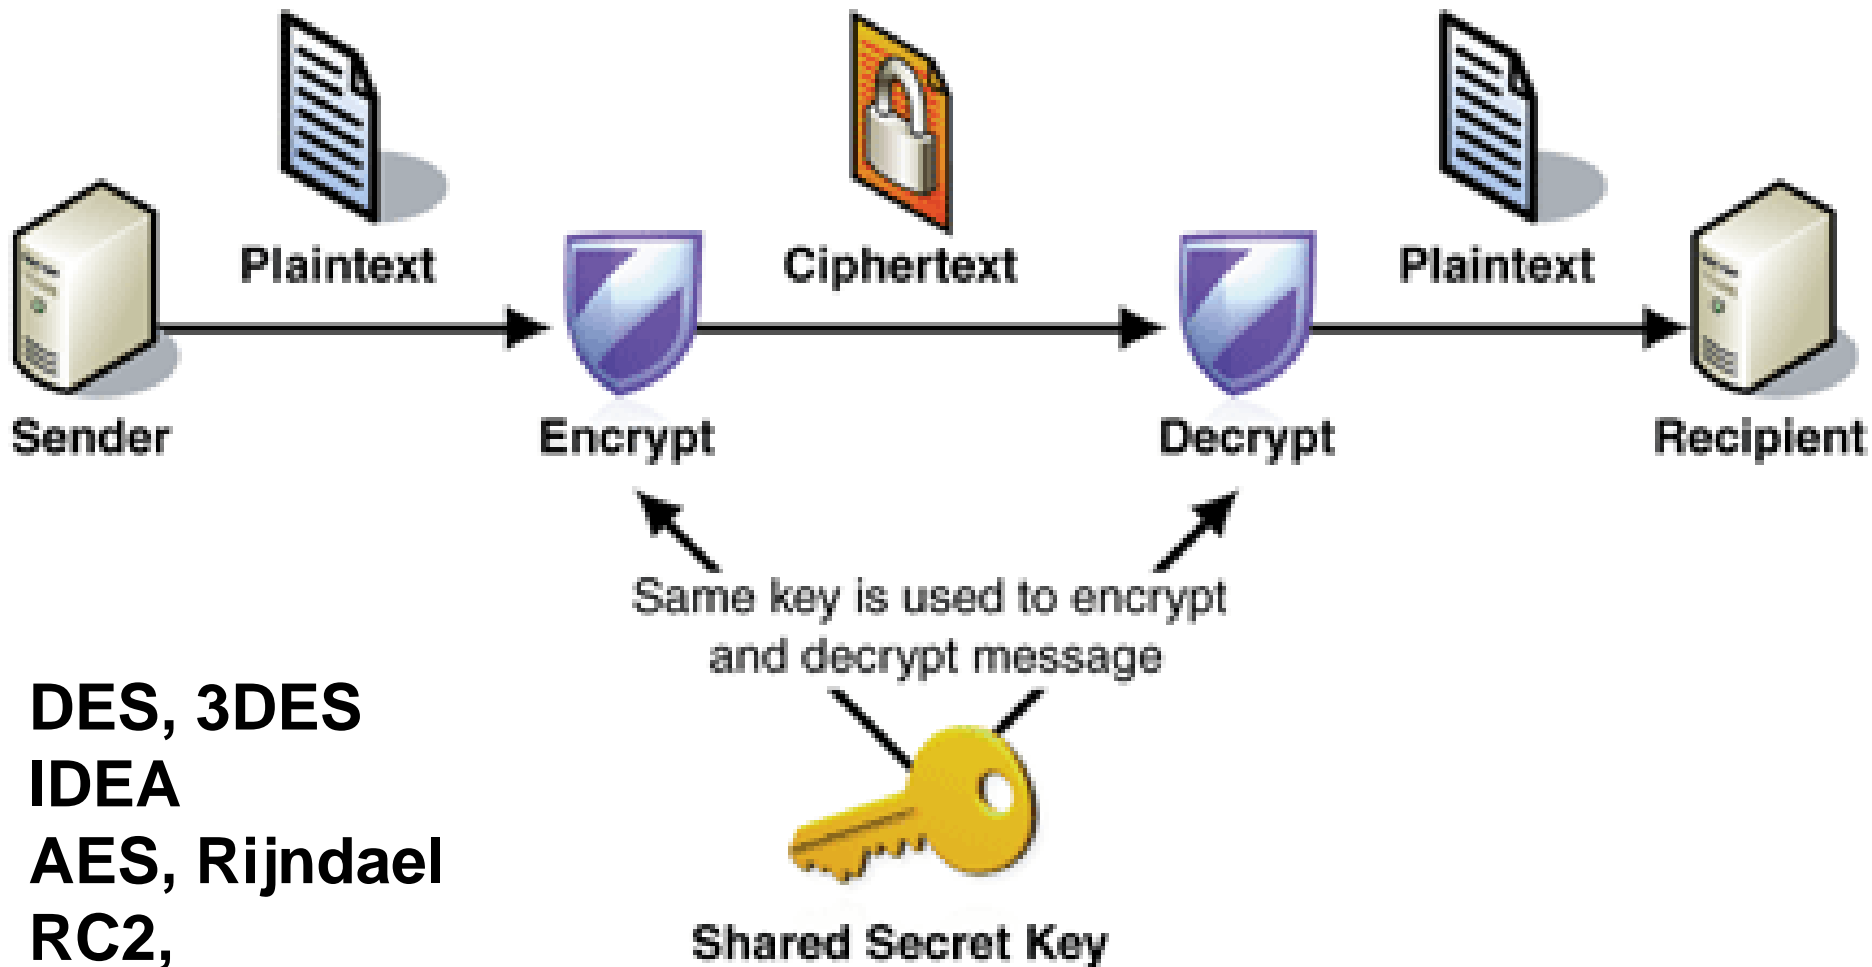 Plaintext
Ciphertext
Plaintext
Sender
Encrypt
Decrypt
Recipient
Same key is used to encrypt
and decrypt message
DES, 3DES
IDEA
AES, Rijndael
RC2,
Shared Secret Key